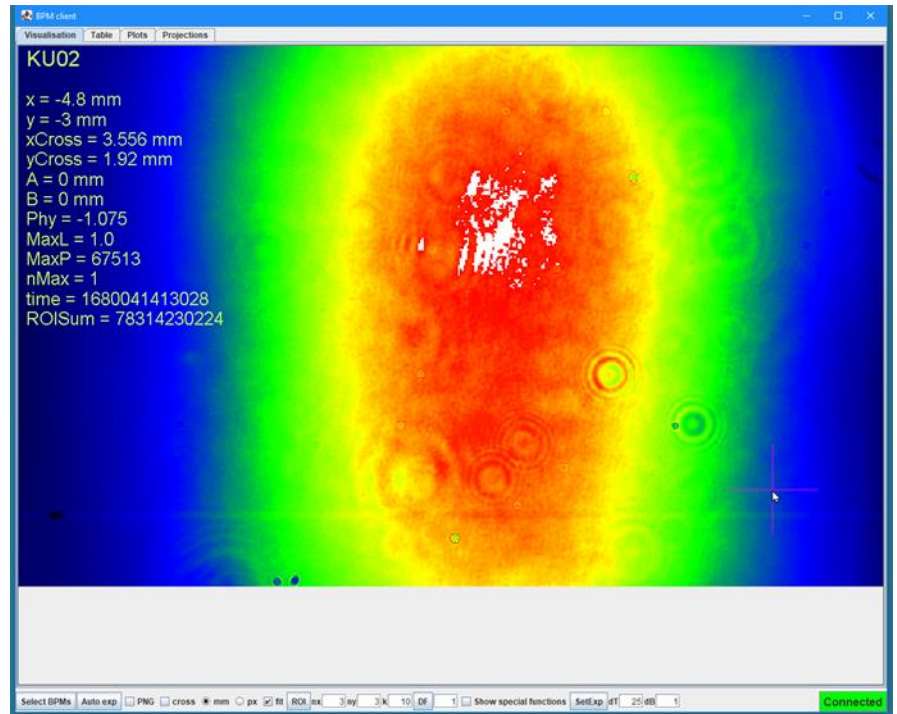 BPM client
Visualisation Table Plots Projections
KU02
x = -4.8 mm
y = -3 mm
xCross = 3.556 mm
yCross = 1.92 mm
A = 0 mm
B = 0 mm
Phy = -1.075
MaxL = 1.0
MaxP = 67513
nMax = 1
time = 1680041413028
ROISum = 78314230224
Select BPMs Auto exp PNG cross mm px fit ROI nx 3 ny 3 k 10 DF 1 Show special functions SetExp dT 25 dB 1 Connected